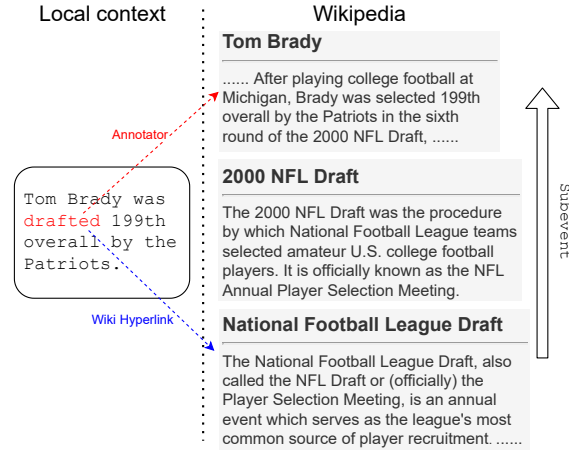 Local context
Wikipedia
Tom Brady
...... After playing college football at
Michigan, Brady was selected 199th
overall by the Patriots in the sixth
round of the 2000 NFL Draft, ......
Annotator
Tom Brady was
drafted 199th
overall by the
Patriots.
2000 NFL Draft
The 2000 NFL Draft was the procedure
by which National Football League teams
selected amateur U.S. college football
players. It is officially known as the NFL
Annual Player Selection Meeting.
Subevent
Wiki Hyperlink
National Football League Draft
The National Football League Draft, also
called the NFL Draft or (officially) the
Player Selection Meeting, is an annual
event which serves as the league's most
common source of player recruitment. ......